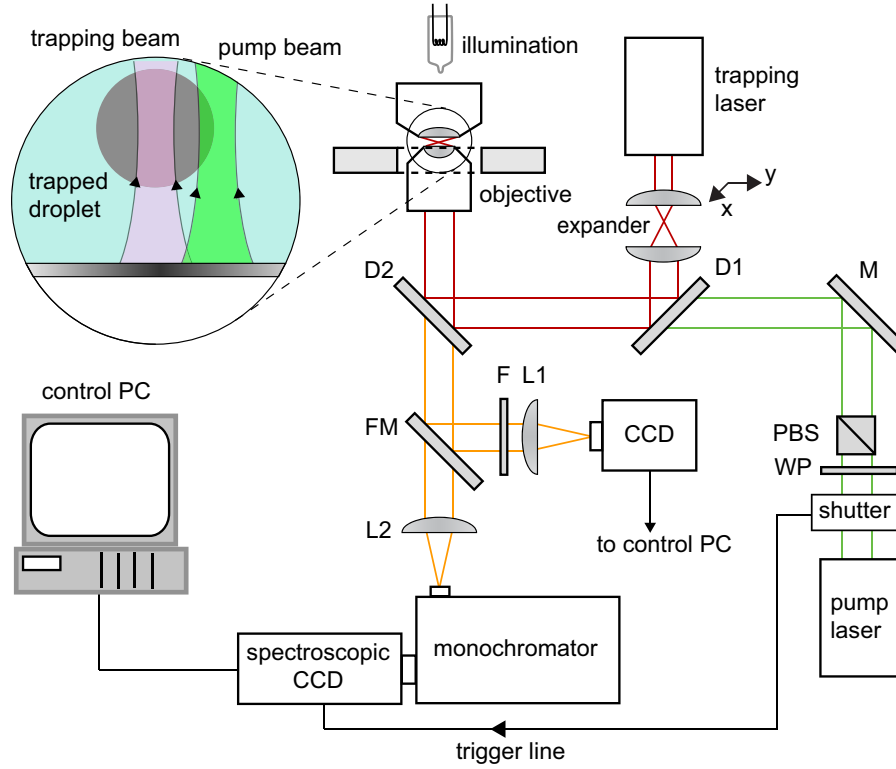 trapping beam
pump beam
illumination
trapping
laser
trapped
droplet
objective
expander
y
x
D2
D1
M
control PC
F
L1
FM
CCD
PBS
WP
shutter
L2
to control PC
pump
laser
spectroscopic
CCD
monochromator
trigger line